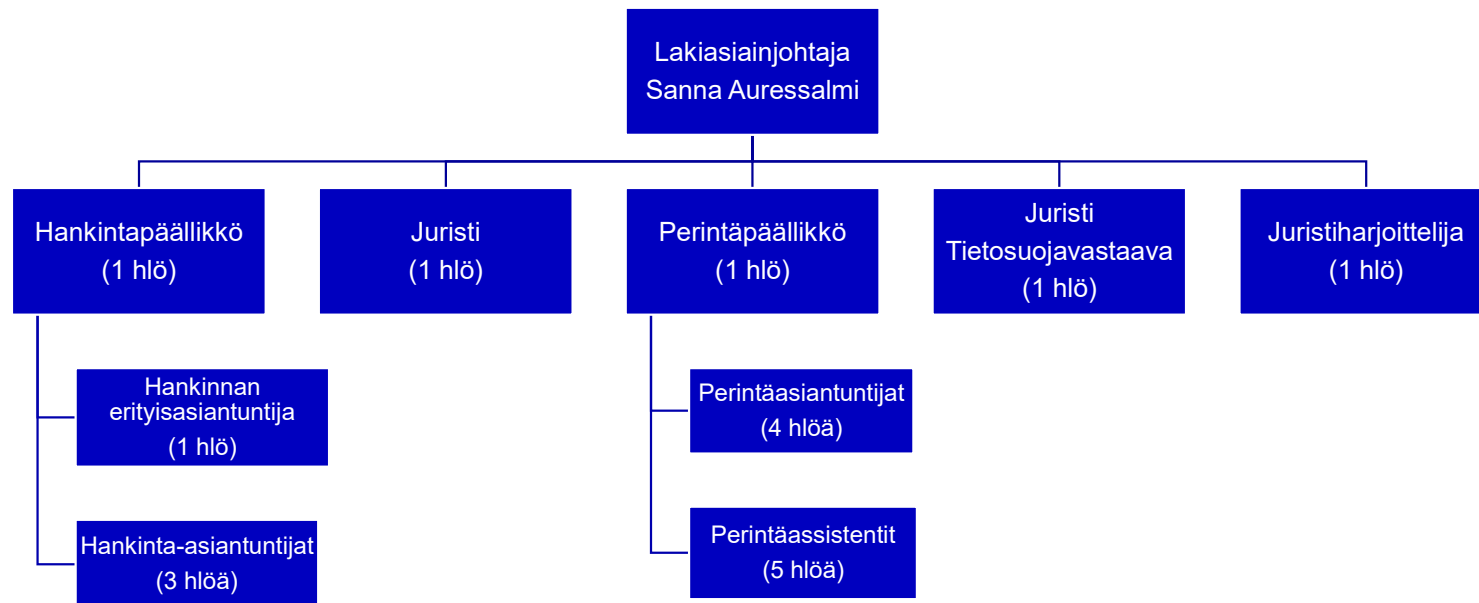 Lakiasiainjohtaja
Sanna Auressalmi
Hankintapäällikkö
(1 hlö)
Juristi
(1 hlö)
Perintäpäällikkö
(1 hlö)
Juristi
Tietosuojavastaava
(1 hlö)
Juristiharjoittelija
(1 hlö)
Hankinnan
erityisasiantuntija
(1 hlö)
Hankinta-asiantuntijat
(3 hlöä)
Perintäasiantuntijat
(4 hlöä)
Perintäassistentit
(5 hlöä)